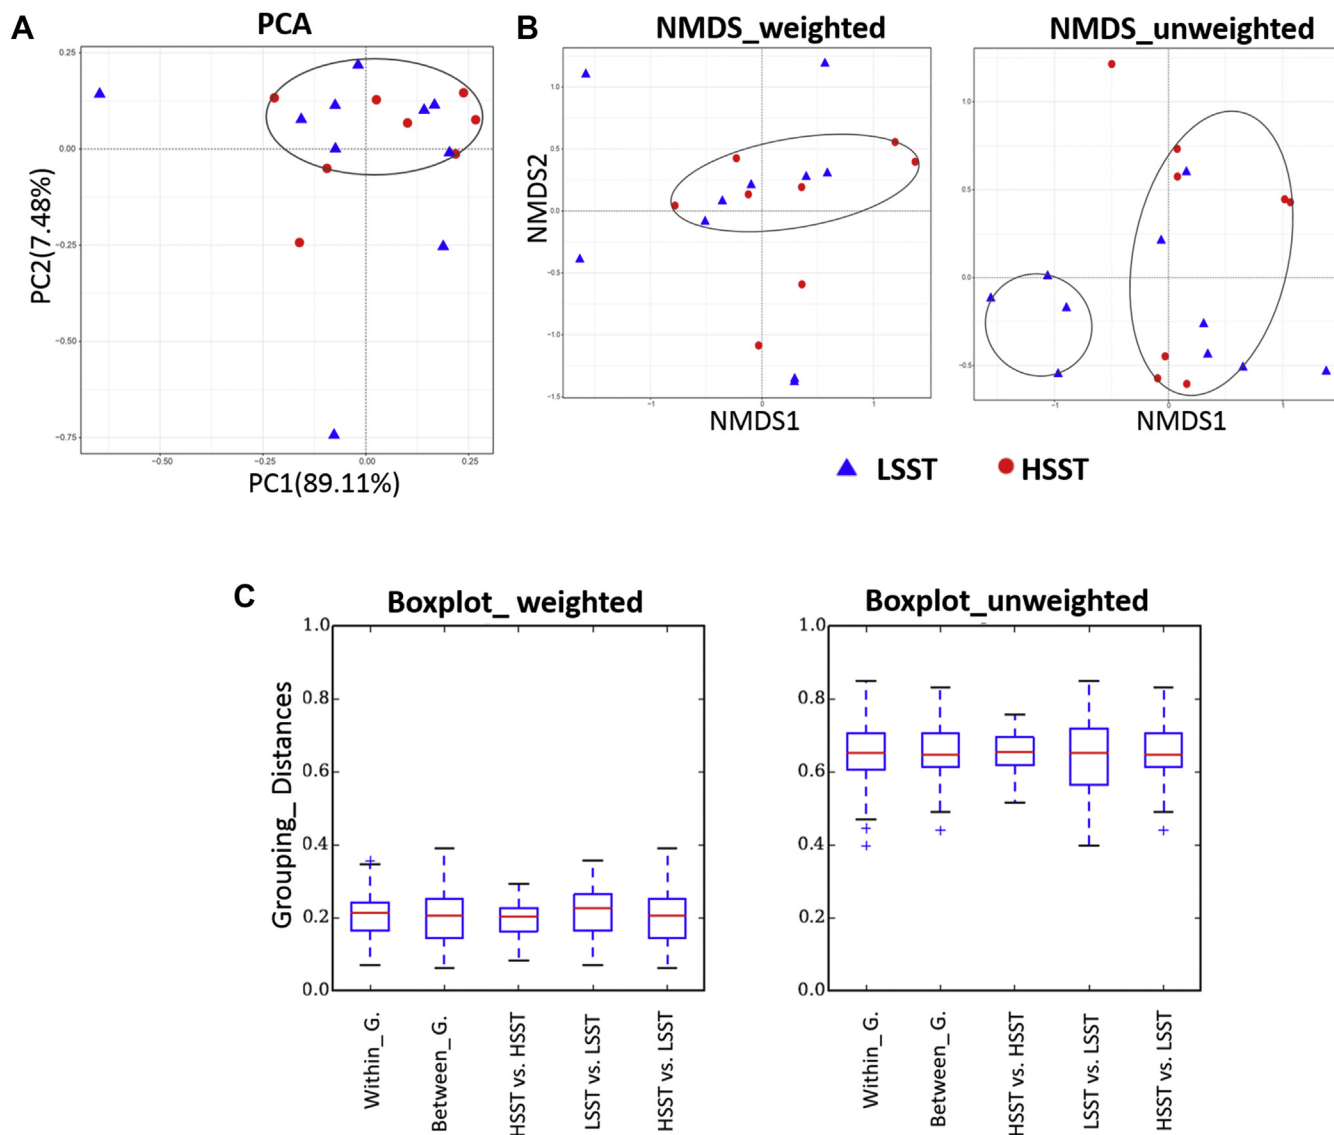 A
PCA
0.25
0.00
−0.25
−0.50
−0.75
PC2(7.48%)
−0.50
−0.25
0.00
0.25
PC1(89.11%)
B
NMDS_weighted
1.0
0.5
0.0
−0.5
−1.0
−1.5
NMDS2
−1
0
1
NMDS1
NMDS_unweighted
1.0
0.5
0.0
−0.5
−1
0
1
NMDS1
LSST
HSST
C
Boxplot_ weighted
1.0
0.8
0.6
0.4
0.2
0.0
Grouping_ Distances
Within_ G.
Between_ G.
HSST vs. HSST
LSST vs. LSST
HSST vs. LSST
Boxplot_unweighted
1.0
0.8
0.6
0.4
0.2
0.0
Within_ G.
Between_ G.
HSST vs. HSST
LSST vs. LSST
HSST vs. LSST